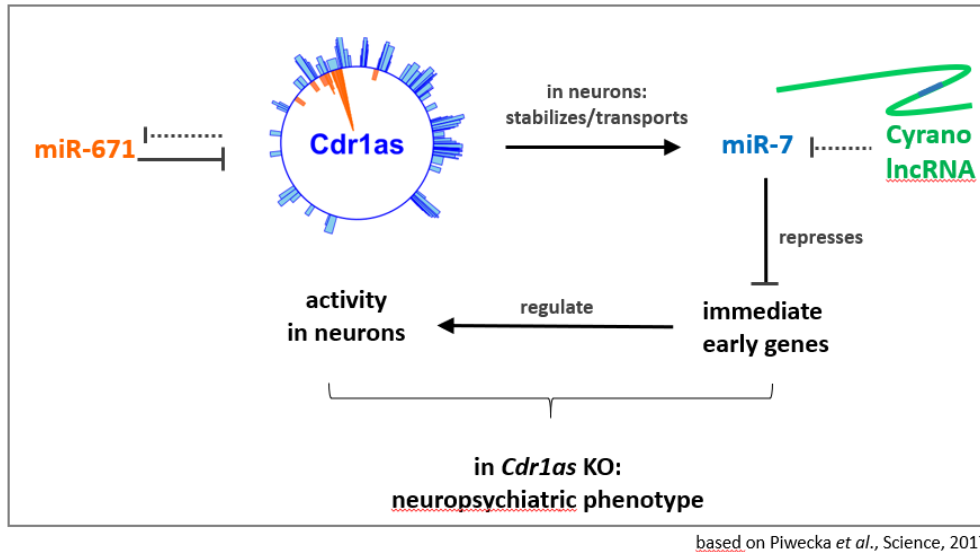 miR-671
Cdr1as
in neurons:
stabilizes/transports
miR-7
Cyrano
lncRNA
represses
activity
in neurons
regulate
immediate
early genes
in Cdr1as KO:
neuropsychiatric phenotype
based on Piwecka et al., Science, 201